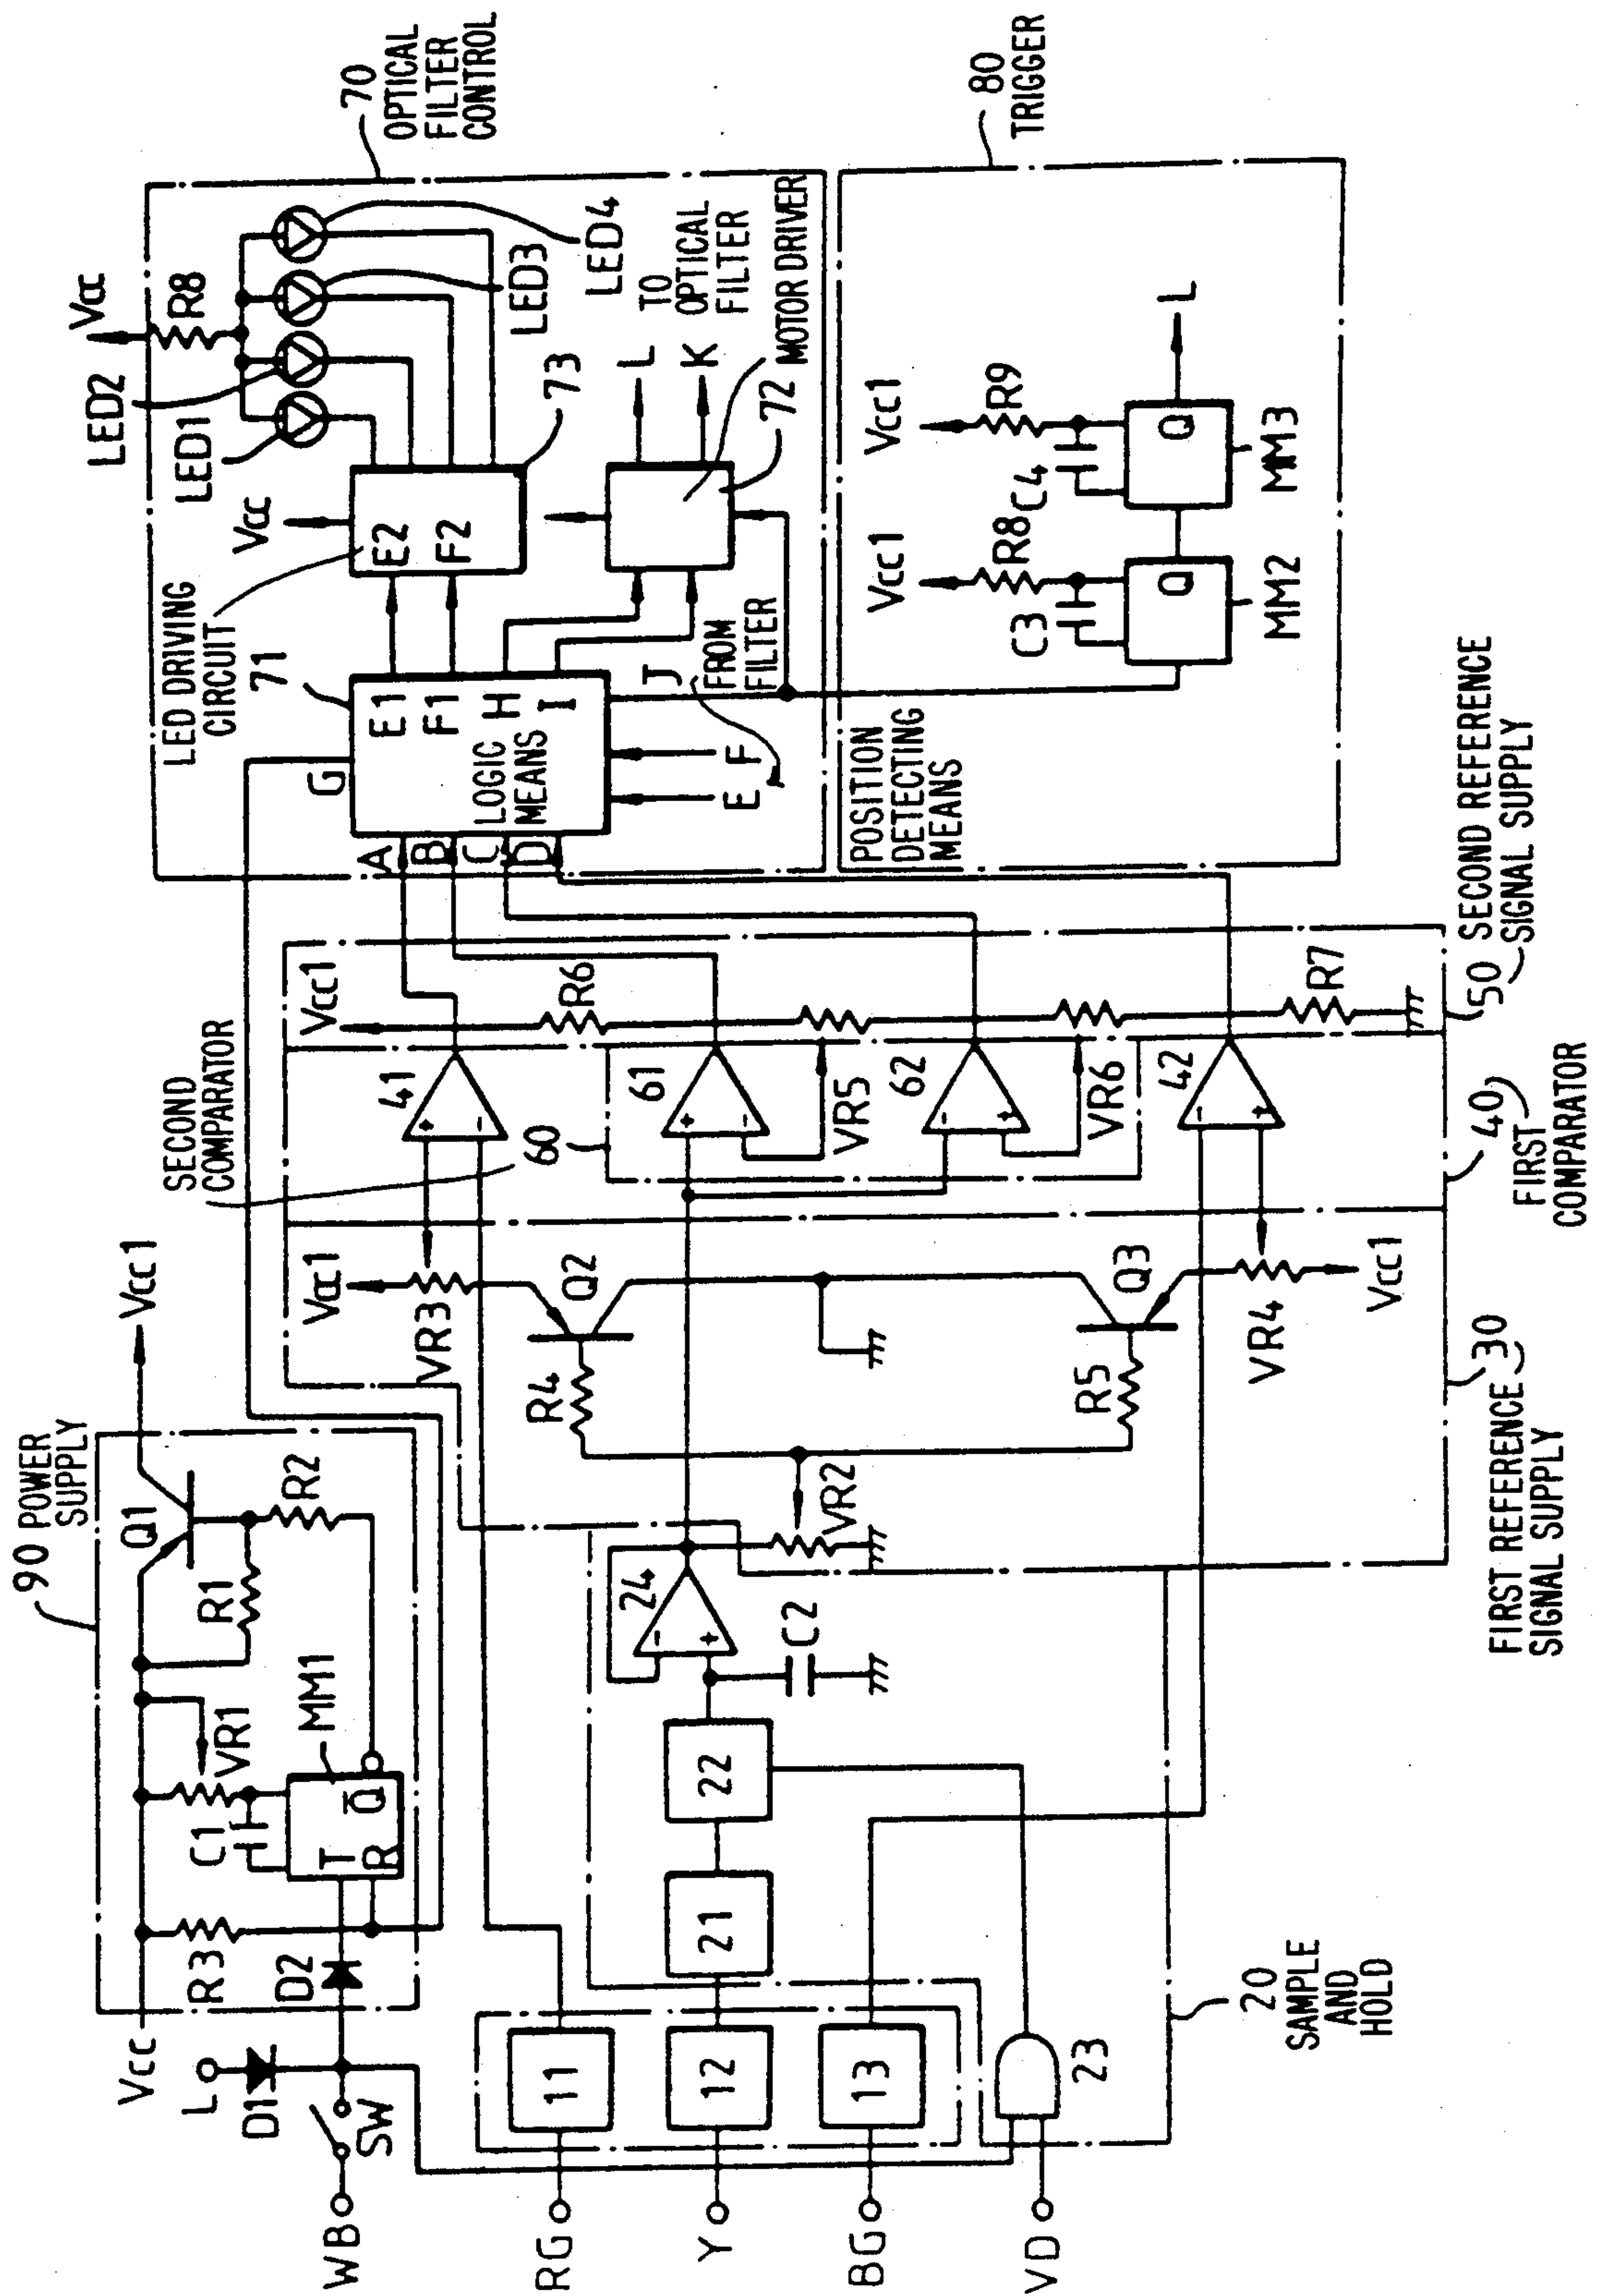 90 POWER
SUPPLY
Vcc
Vcc1
Q1
R1
R2
R3
VR1
C1
MM1
T
R
Q̅
D2
L
D1
SW
WB
RG
Y
BG
VD
11
12
13
21
22
23
24
C2
20
SAMPLE
AND
HOLD
VR2
R4
R5
Q2
Q3
Vcc1
VR3
VR4
Vcc1
FIRST REFERENCE
SIGNAL SUPPLY
30
SECOND
COMPARATOR
60
41
+
-
61
+
-
VR5
62
-
+
VR6
42
-
+
-
+
40
FIRST
COMPARATOR
Vcc1
R6
R7
50 SECOND REFERENCE
SIGNAL SUPPLY
A
B
C
D
G
71
E1
F1
H
I
LOGIC
MEANS
E
F
J
FROM
FILTER
LED DRIVING
CIRCUIT
Vcc
E2
F2
73
LED1
LED2
Vcc
R8
LED3
LED4
L
K
TO
OPTICAL
FILTER
72
MOTOR DRIVER
70
OPTICAL
FILTER
CONTROL
POSITION
DETECTING
MEANS
Vcc1
R8
C3
Q
MM2
Vcc1
R9
C4
Q
MM3
L
80
TRIGGER